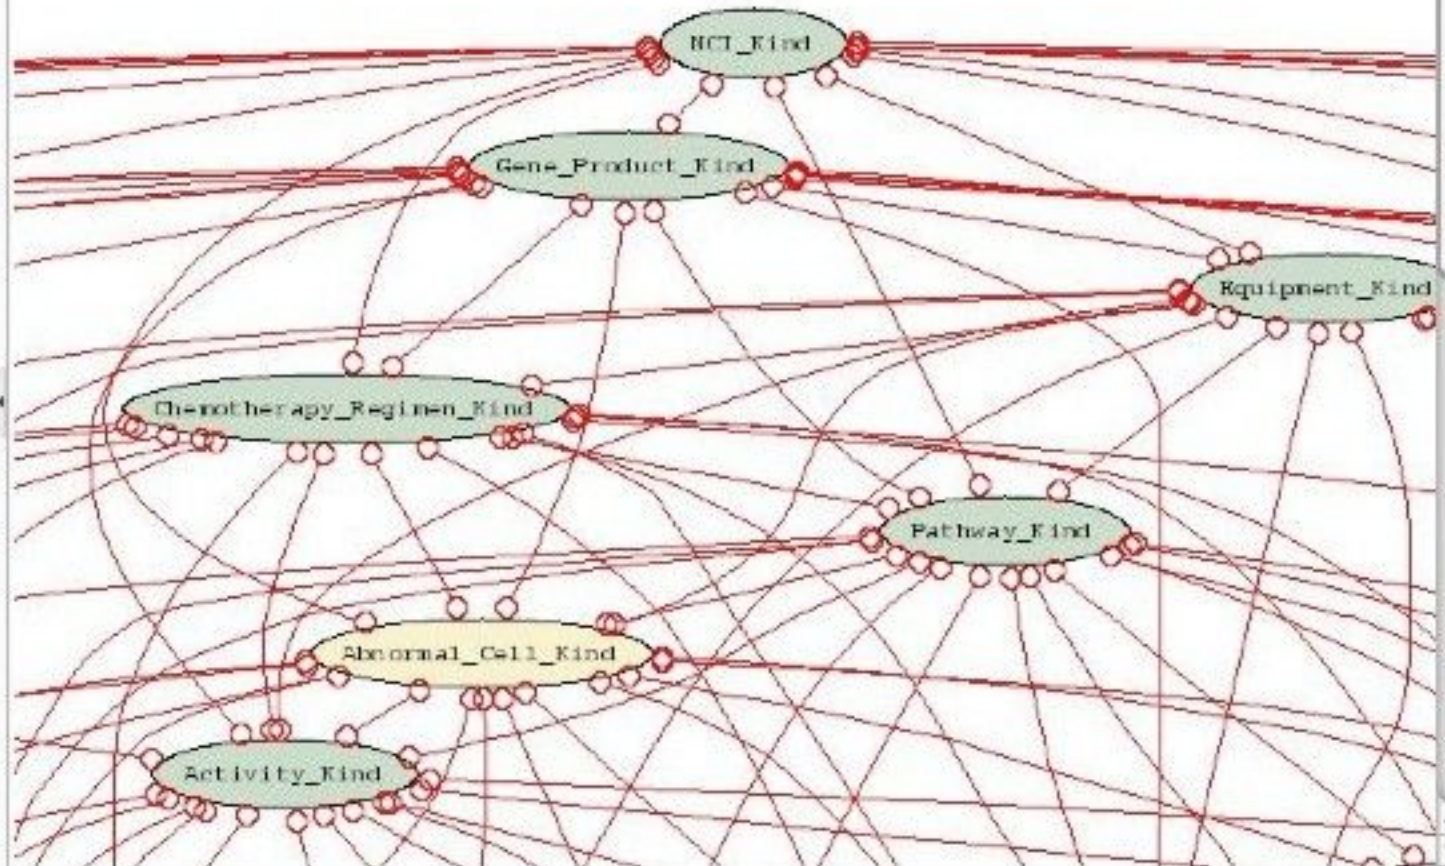 NCI_Kind
Gene_Product_Kind
Equipment_Kind
Chemotherapy_Regimen_Kind
Pathway_Kind
Abnormal_Cell_Kind
Activity_Kind